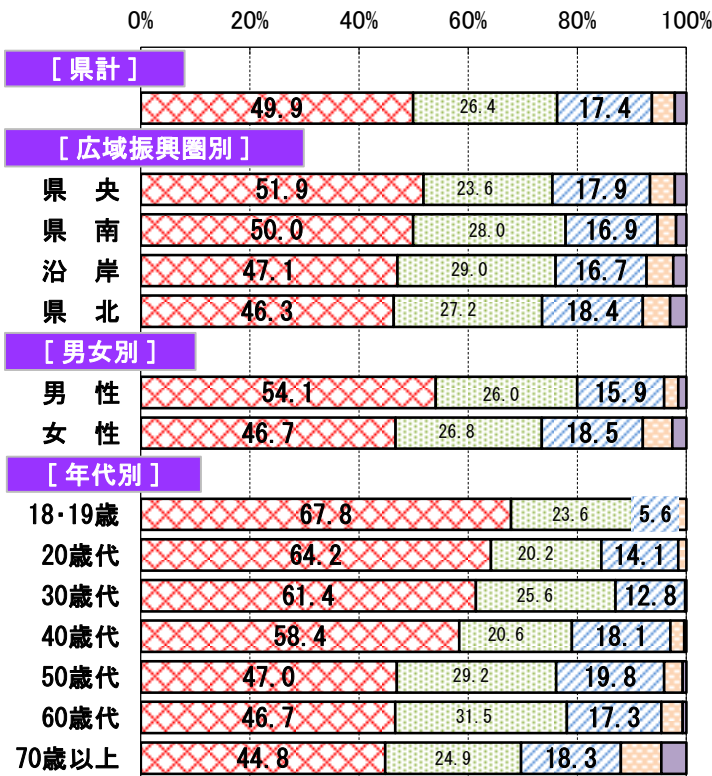 0% 20% 40% 60% 80% 100%
[ 県計 ]
49.9 26.4 17.4
[ 広域振興圏別 ]
県 央 51.9 23.6 17.9
県 南 50.0 28.0 16.9
沿 岸 47.1 29.0 16.7
県 北 46.3 27.2 18.4
[ 男女別 ]
男 性 54.1 26.0 15.9
女 性 46.7 26.8 18.5
[ 年代別 ]
18・19歳 67.8 23.6 5.6
20歳代 64.2 20.2 14.1
30歳代 61.4 25.6 12.8
40歳代 58.4 20.6 18.1
50歳代 47.0 29.2 19.8
60歳代 46.7 31.5 17.3
70歳以上 44.8 24.9 18.3